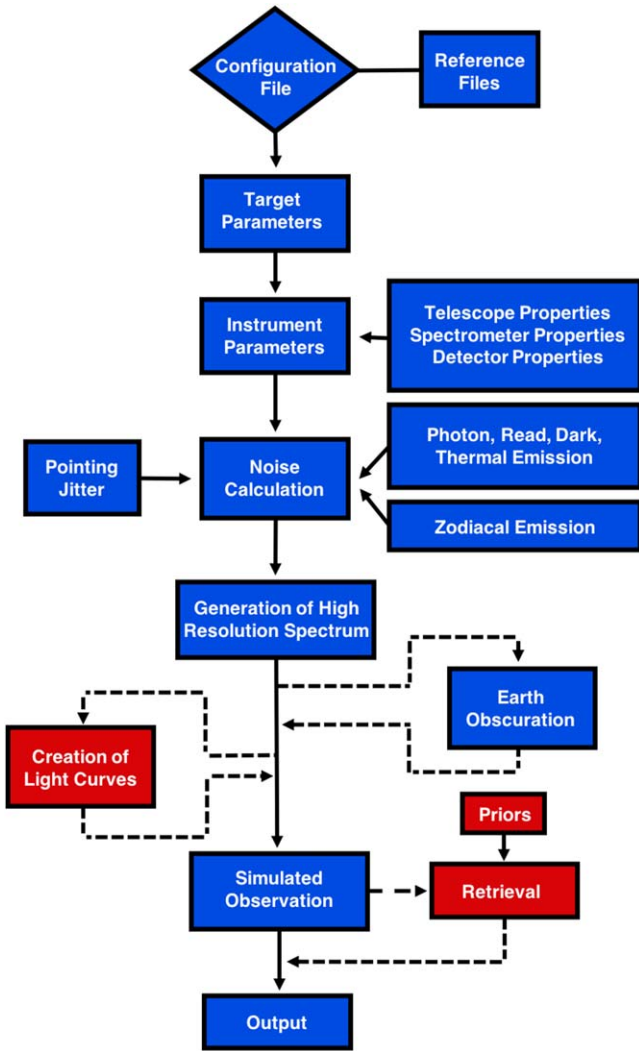 Configuration
File
Reference
Files
Target
Parameters
Instrument
Parameters
Telescope Properties
Spectrometer Properties
Detector Properties
Pointing
Jitter
Noise
Calculation
Photon, Read, Dark,
Thermal Emission
Zodiacal Emission
Generation of High
Resolution Spectrum
Earth
Obscuration
Creation of
Light Curves
Priors
Simulated
Observation
Retrieval
Output